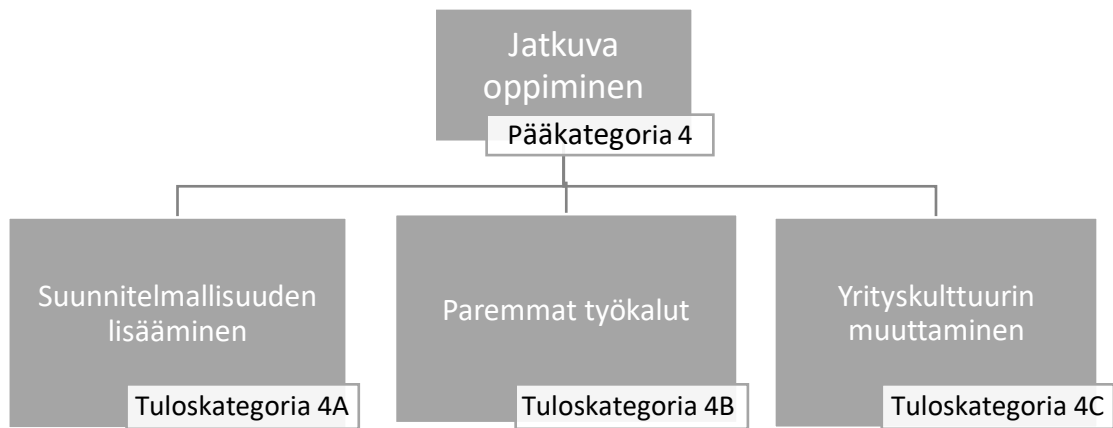 Jatkuva
oppiminen
Pääkategoria 4
Suunnitelmallisuuden
lisääminen
Tuloskategoria 4A
Paremmat työkalut
Tuloskategoria 4B
Yrityskulttuurin
muuttaminen
Tuloskategoria 4C